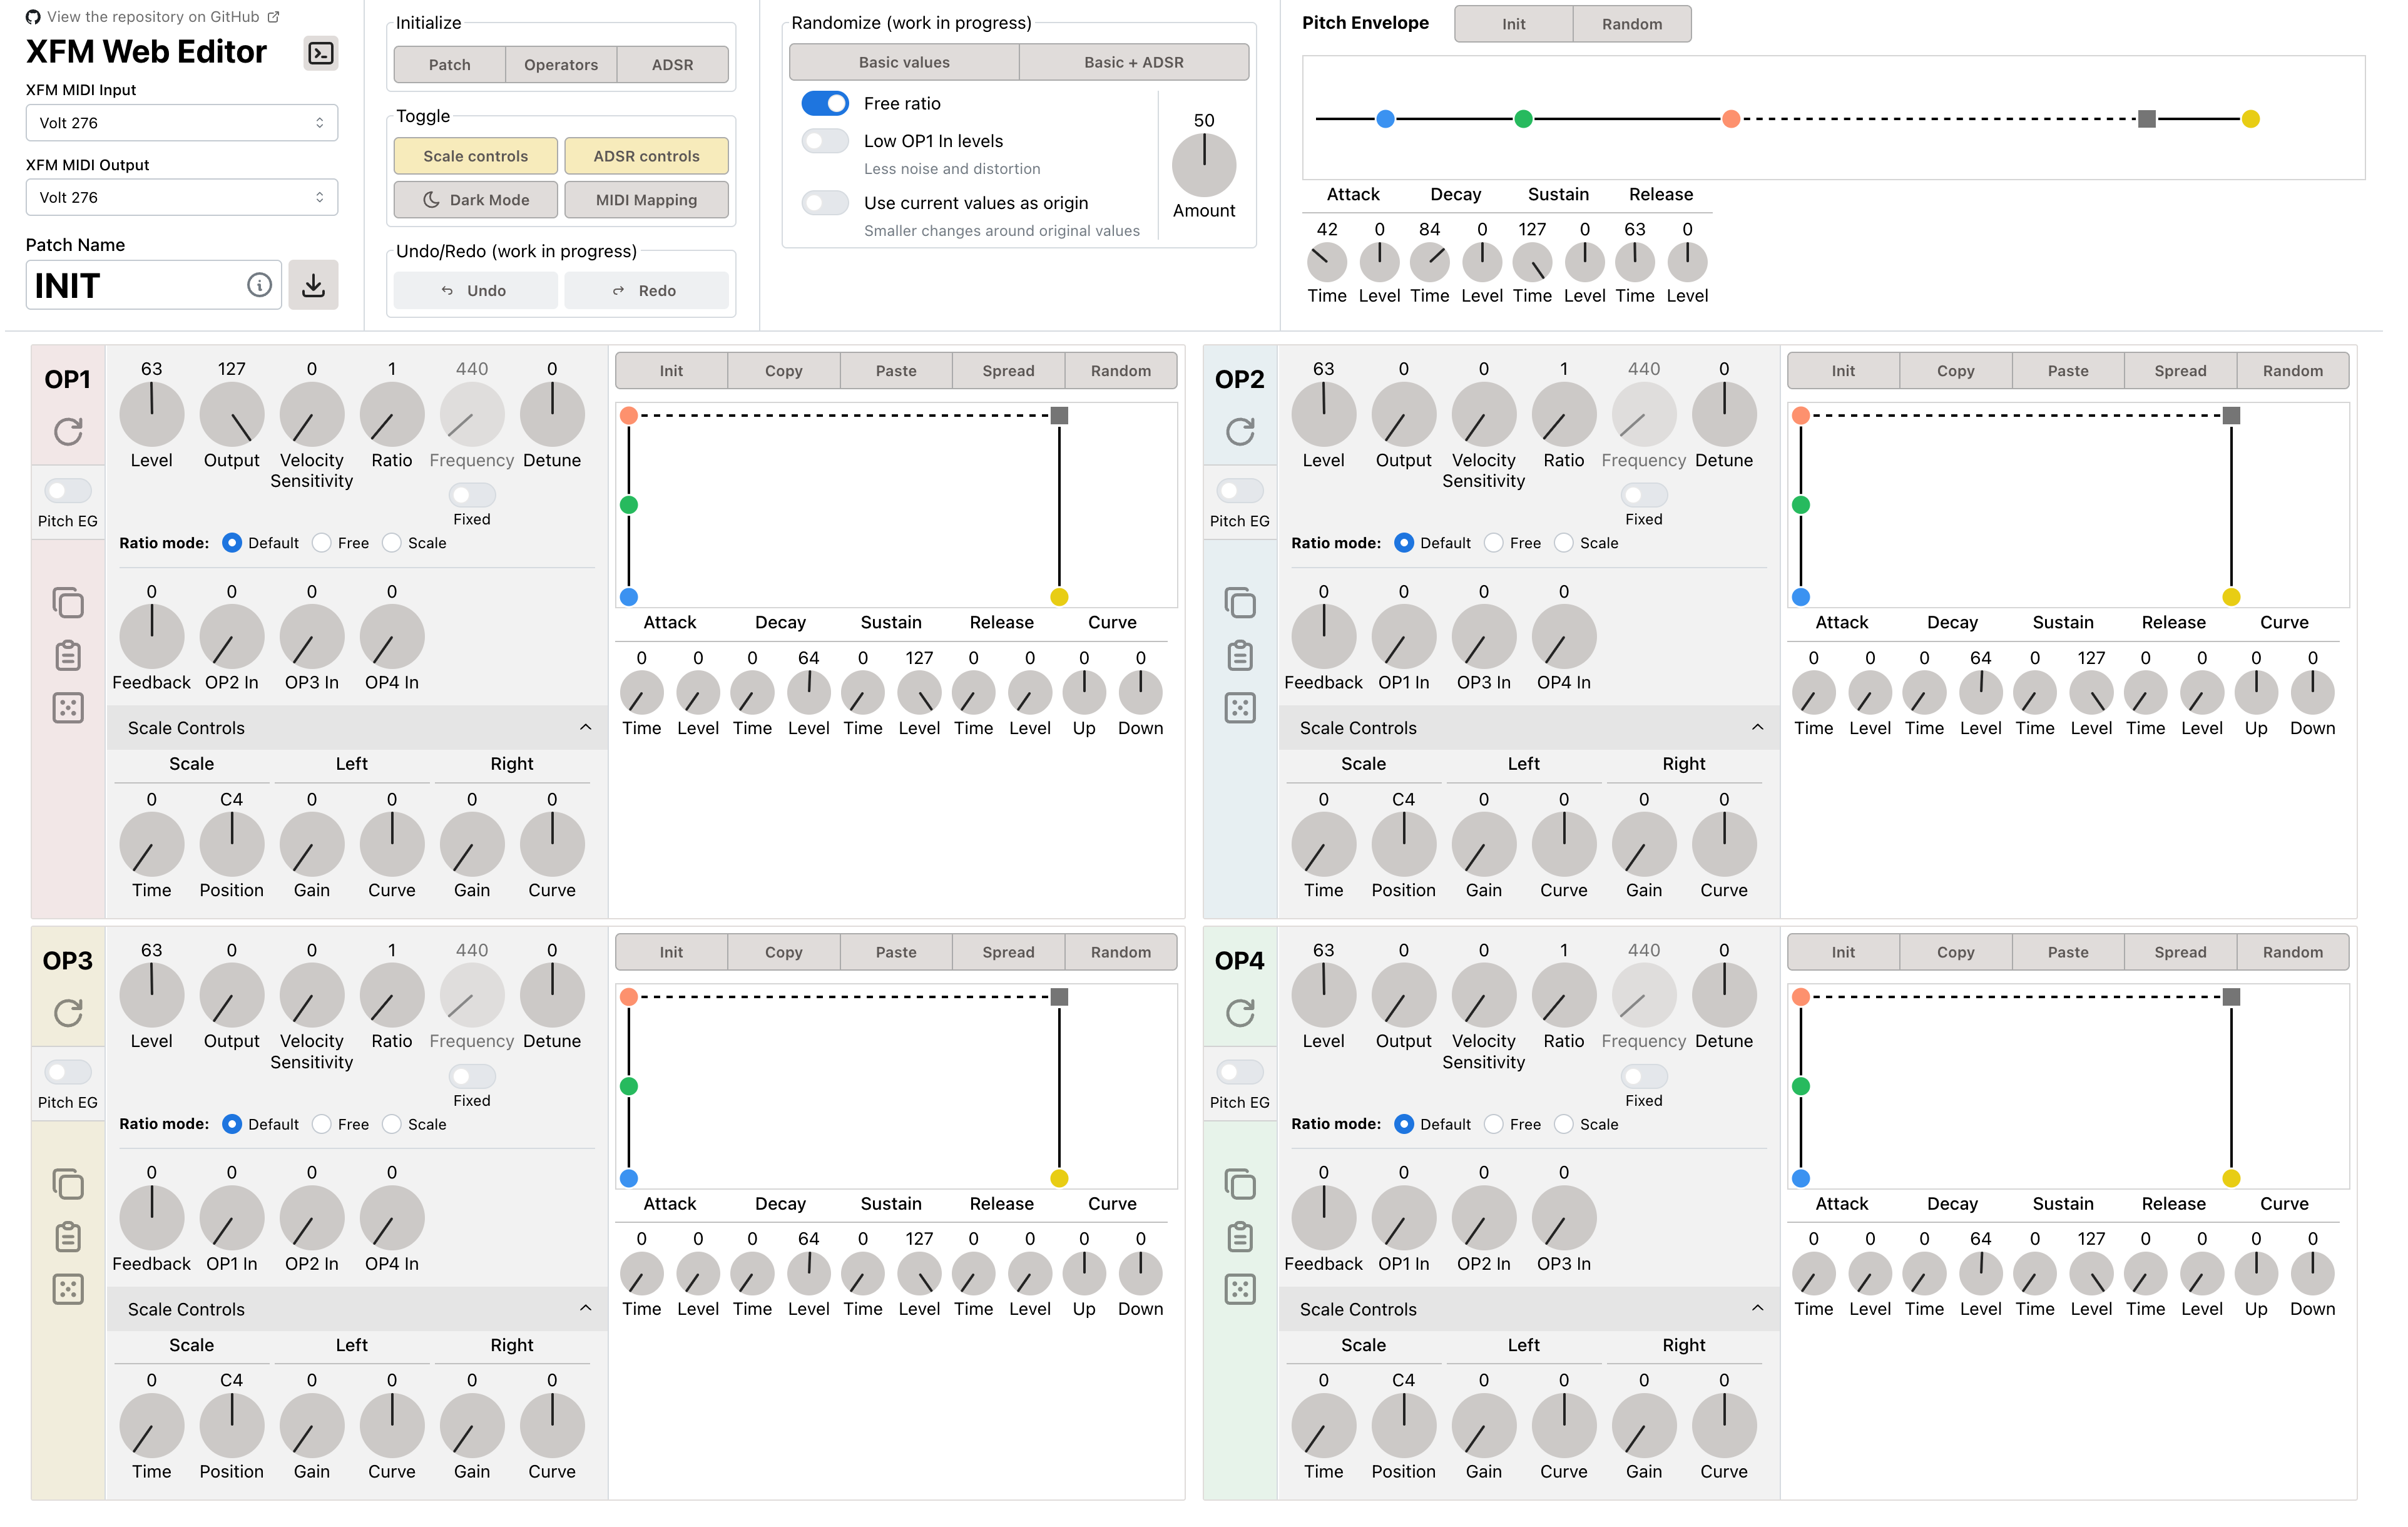 View the repository on GitHub
XFM Web Editor
XFM MIDI Input
Volt 276
XFM MIDI Output
Volt 276
Patch Name
INIT
Initialize
Patch Operators ADSR
Toggle
Scale controls ADSR controls
Dark Mode MIDI Mapping
Undo/Redo (work in progress)
Undo Redo
Randomize (work in progress)
Basic values Basic + ADSR
Free ratio
Low OP1 In levels
Less noise and distortion
Use current values as origin
Smaller changes around original values
50
Amount
Pitch Envelope Init Random
Attack Decay Sustain Release
42 0 84 0 127 0 63 0
Time Level Time Level Time Level Time Level
OP1
Pitch EG
63 127 0 1 440 0
Level Output Velocity Sensitivity Ratio Frequency Detune
Fixed
Ratio mode: Default Free Scale
0 0 0 0
Feedback OP2 In OP3 In OP4 In
Scale Controls
Scale Left Right
0 C4 0 0 0 0
Time Position Gain Curve Gain Curve
Init Copy Paste Spread Random
Attack Decay Sustain Release Curve
0 0 0 64 0 127 0 0 0 0
Time Level Time Level Time Level Time Level Up Down
OP2
Pitch EG
63 0 0 1 440 0
Level Output Velocity Sensitivity Ratio Frequency Detune
Fixed
Ratio mode: Default Free Scale
0 0 0 0
Feedback OP1 In OP3 In OP4 In
Scale Controls
Scale Left Right
0 C4 0 0 0 0
Time Position Gain Curve Gain Curve
Init Copy Paste Spread Random
Attack Decay Sustain Release Curve
0 0 0 64 0 127 0 0 0 0
Time Level Time Level Time Level Time Level Up Down
OP3
Pitch EG
63 0 0 1 440 0
Level Output Velocity Sensitivity Ratio Frequency Detune
Fixed
Ratio mode: Default Free Scale
0 0 0 0
Feedback OP1 In OP2 In OP4 In
Scale Controls
Scale Left Right
0 C4 0 0 0 0
Time Position Gain Curve Gain Curve
Init Copy Paste Spread Random
Attack Decay Sustain Release Curve
0 0 0 64 0 127 0 0 0 0
Time Level Time Level Time Level Time Level Up Down
OP4
Pitch EG
63 0 0 1 440 0
Level Output Velocity Sensitivity Ratio Frequency Detune
Fixed
Ratio mode: Default Free Scale
0 0 0 0
Feedback OP1 In OP2 In OP3 In
Scale Controls
Scale Left Right
0 C4 0 0 0 0
Time Position Gain Curve Gain Curve
Init Copy Paste Spread Random
Attack Decay Sustain Release Curve
0 0 0 64 0 127 0 0 0 0
Time Level Time Level Time Level Time Level Up Down